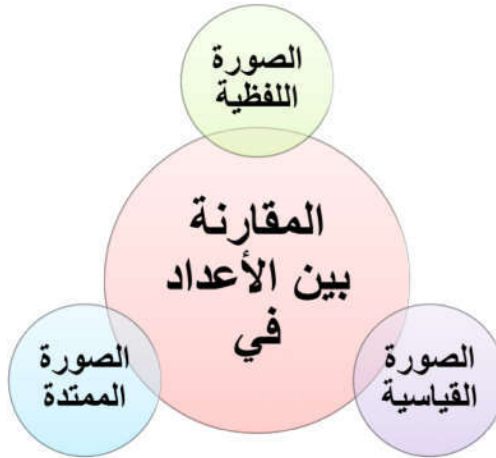 الصورة
اللفظية
المقارنة
بين الأعداد
في
الصورة
القياسية
الصورة
الممتدة